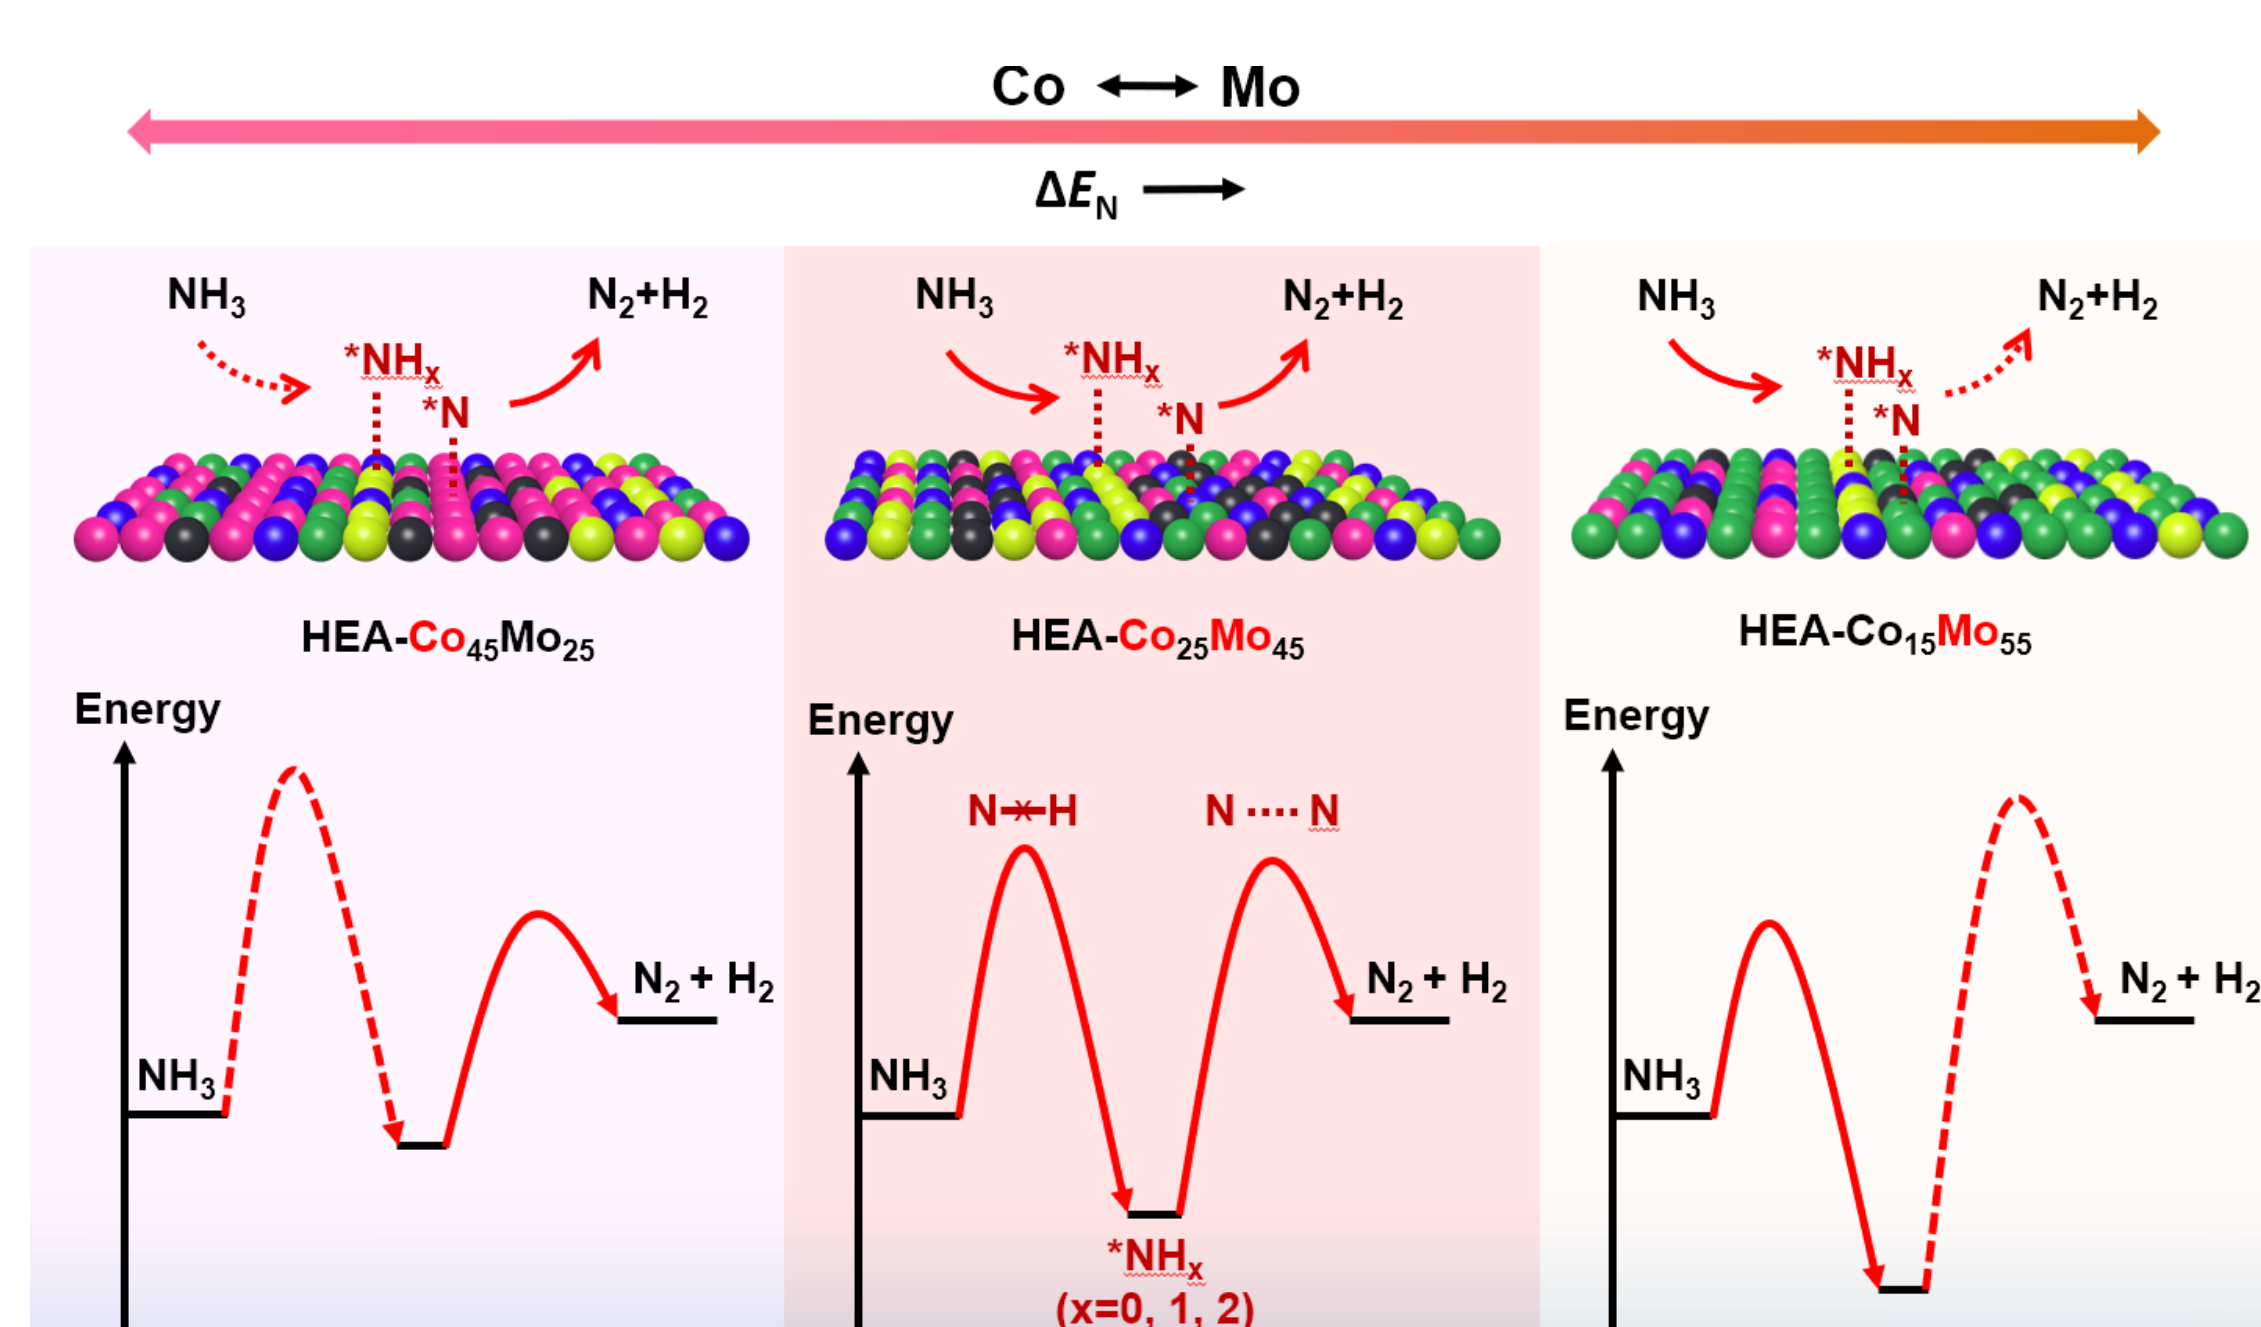 Co ↔ Mo
ΔE_N →
NH₃
N₂+H₂
*NHₓ
*N
HEA-Co₄₅Mo₂₅
Energy
NH₃
N₂ + H₂
NH₃
N₂+H₂
*NHₓ
*N
HEA-Co₂₅Mo₄₅
Energy
N-x-H
N ···· N
NH₃
N₂ + H₂
*NHₓ
(x=0, 1, 2)
NH₃
N₂+H₂
*NHₓ
*N
HEA-Co₁₅Mo₅₅
Energy
NH₃
N₂ + H₂